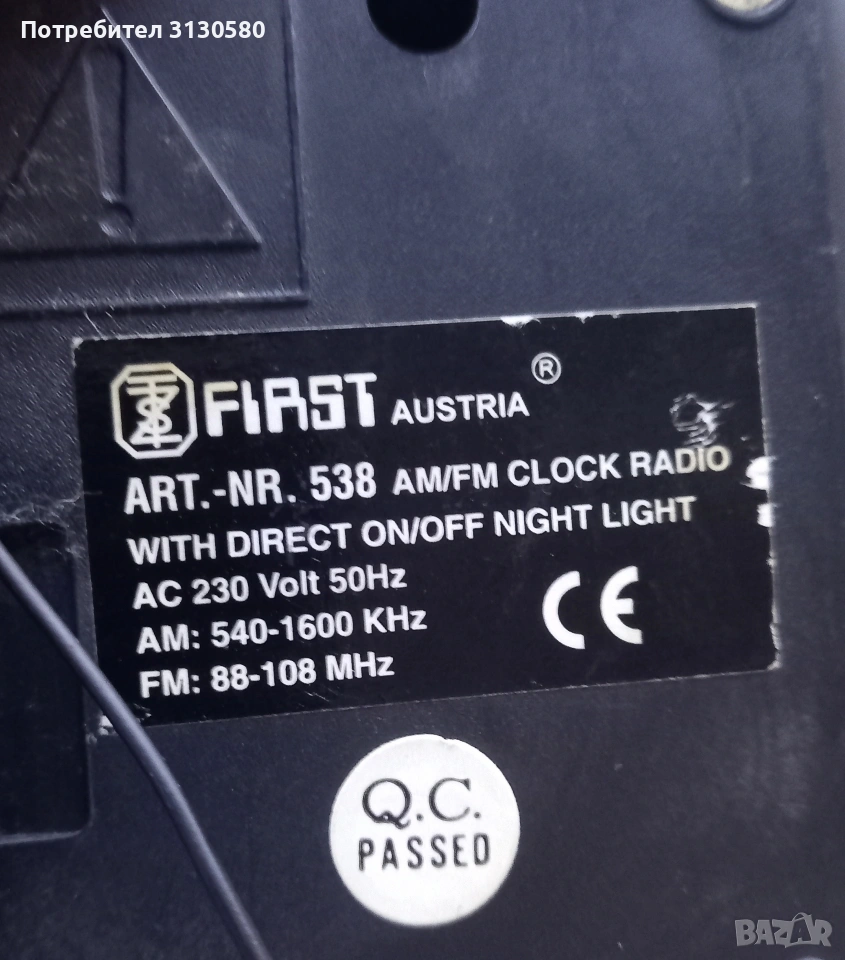 Потребител 3130580
FIRST AUSTRIA ®
ART.-NR. 538 AM/FM CLOCK RADIO
WITH DIRECT ON/OFF NIGHT LIGHT
AC 230 Volt 50Hz
AM: 540-1600 KHz
FM: 88-108 MHz
CE
Q.C.
PASSED
BAZAR